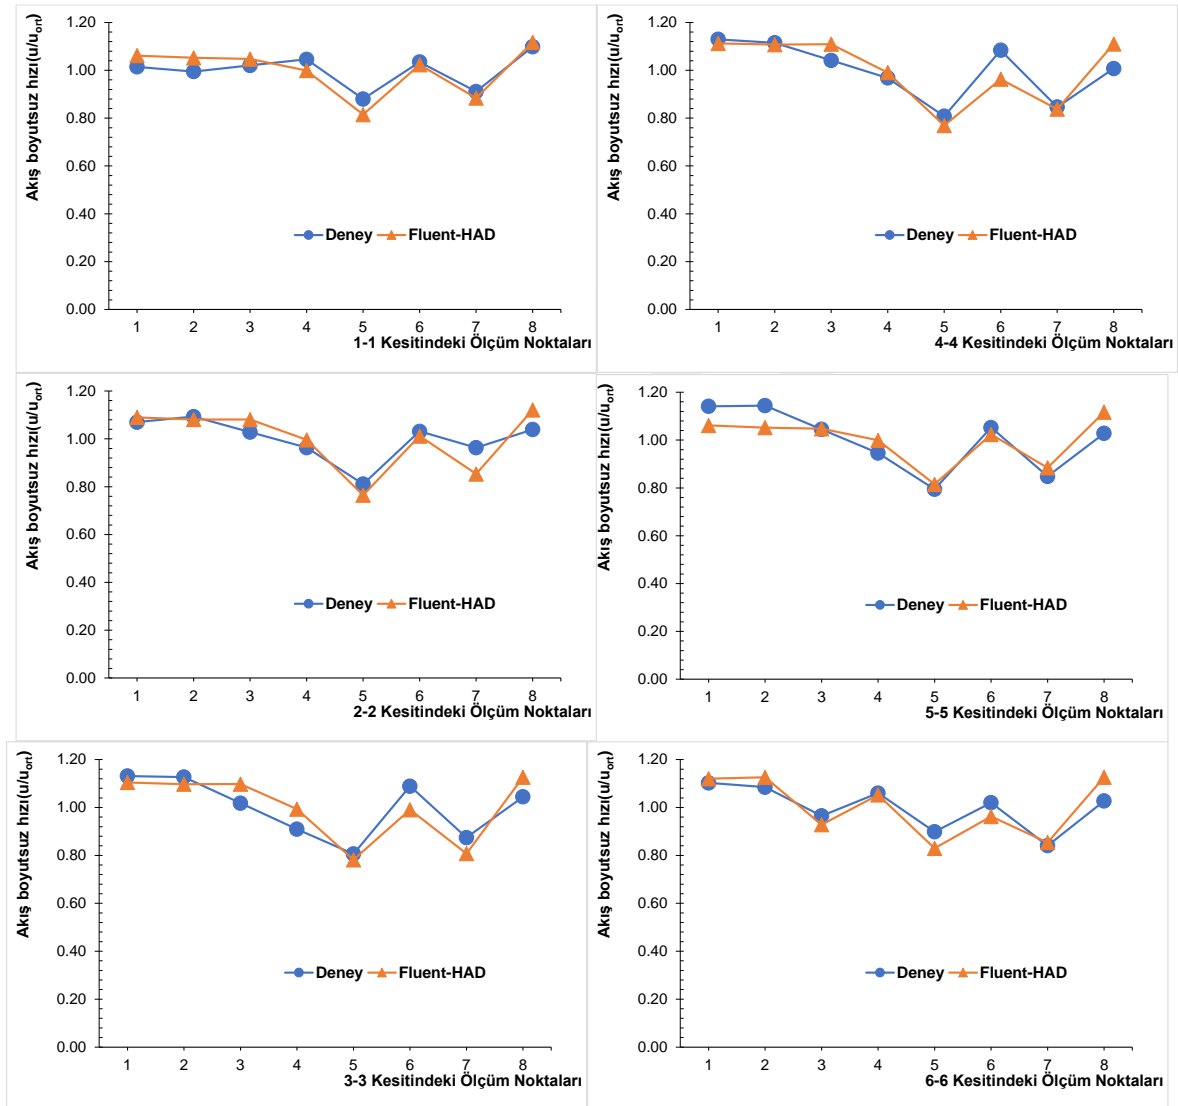 Akış boyutsuz hızı(u/uort)
1.20
1.00
0.80
0.60
0.40
0.20
0.00
Deney Fluent-HAD
1 2 3 4 5 6 7 8
1-1 Kesitindeki Ölçüm Noktaları
Akış boyutsuz hızı(u/uort)
1.20
1.00
0.80
0.60
0.40
0.20
0.00
Deney Fluent-HAD
1 2 3 4 5 6 7 8
4-4 Kesitindeki Ölçüm Noktaları
Akış boyutsuz hızı(u/uort)
1.20
1.00
0.80
0.60
0.40
0.20
0.00
Deney Fluent-HAD
1 2 3 4 5 6 7 8
2-2 Kesitindeki Ölçüm Noktaları
Akış boyutsuz hızı(u/uort)
1.20
1.00
0.80
0.60
0.40
0.20
0.00
Deney Fluent-HAD
1 2 3 4 5 6 7 8
5-5 Kesitindeki Ölçüm Noktaları
Akış boyutsuz hızı(u/uort)
1.20
1.00
0.80
0.60
0.40
0.20
0.00
Deney Fluent-HAD
1 2 3 4 5 6 7 8
3-3 Kesitindeki Ölçüm Noktaları
Akış boyutsuz hızı(u/uort)
1.20
1.00
0.80
0.60
0.40
0.20
0.00
Deney Fluent-HAD
1 2 3 4 5 6 7 8
6-6 Kesitindeki Ölçüm Noktaları